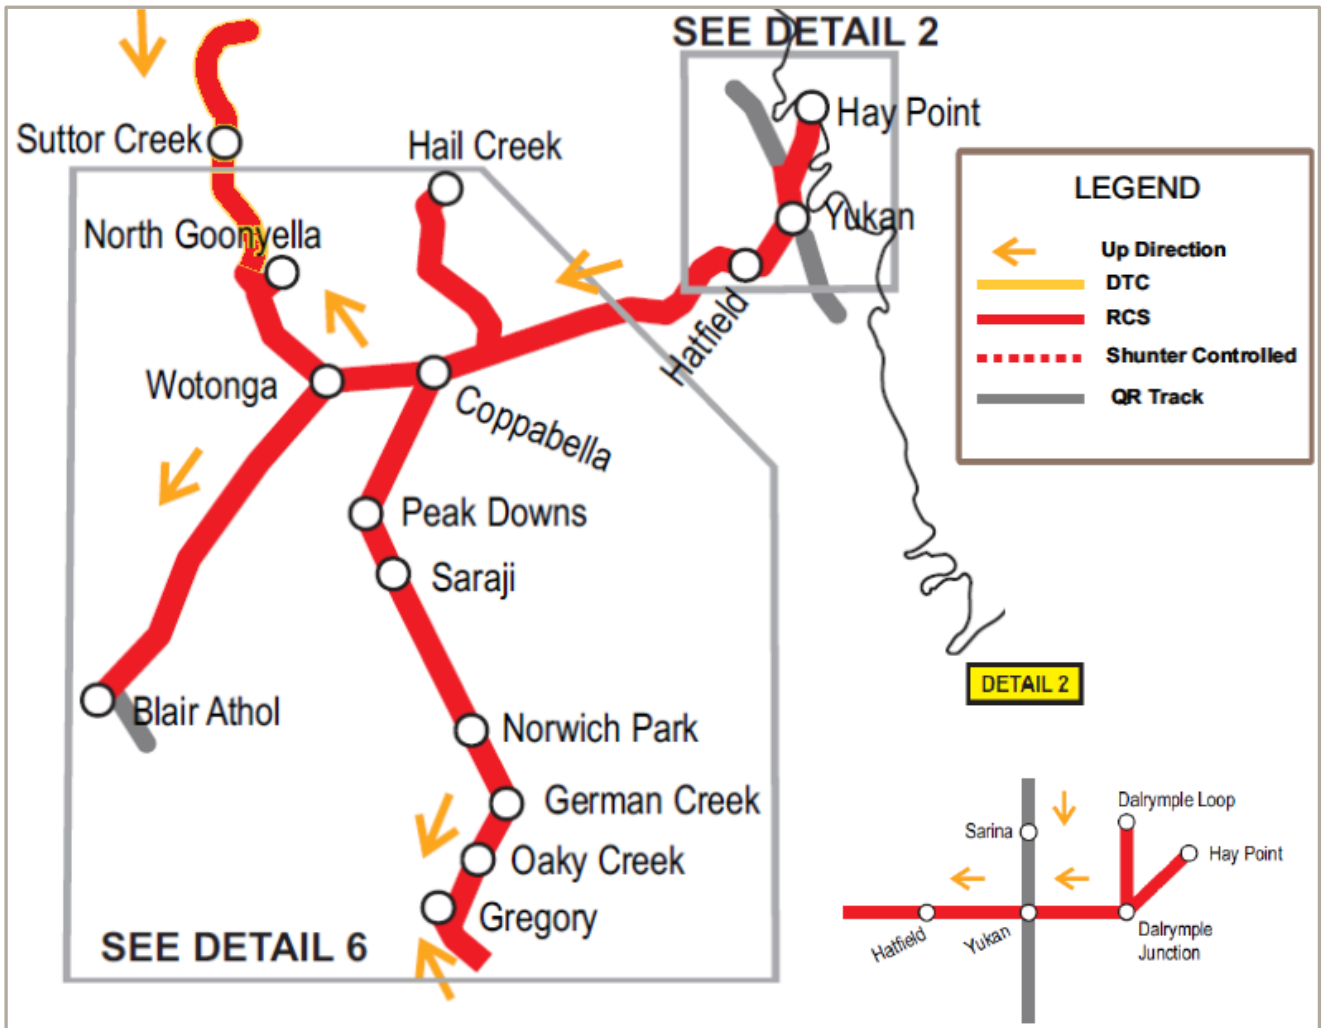 SEE DETAIL 2
Hay Point
Suttor Creek
Hail Creek
LEGEND
Yukan
North Goonyella
Up Direction
DTC
RCS
Hatfield
Shunter Controlled
Wotonga
QR Track
Coppabella
Peak Downs
Saraji
DETAIL 2
Blair Athol
Norwich Park
German Creek
Dalrymple Loop
Sarina
Oaky Creek
Hay Point
Gregory
SEE DETAIL 6
Hatfield
Yukan
Dalrymple
Junction